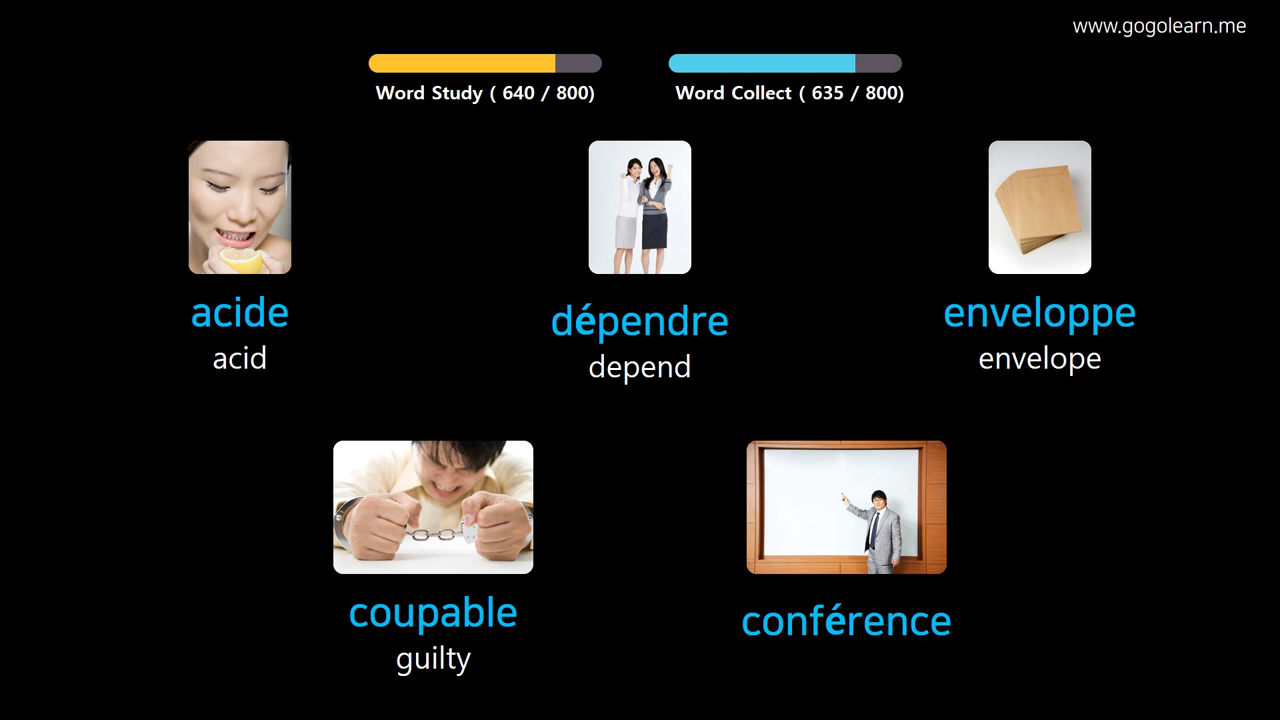 www.gogolearn.me
Word Study ( 640 / 800)
Word Collect ( 635 / 800)
acide
acid
dépendre
depend
enveloppe
envelope
coupable
guilty
conférence